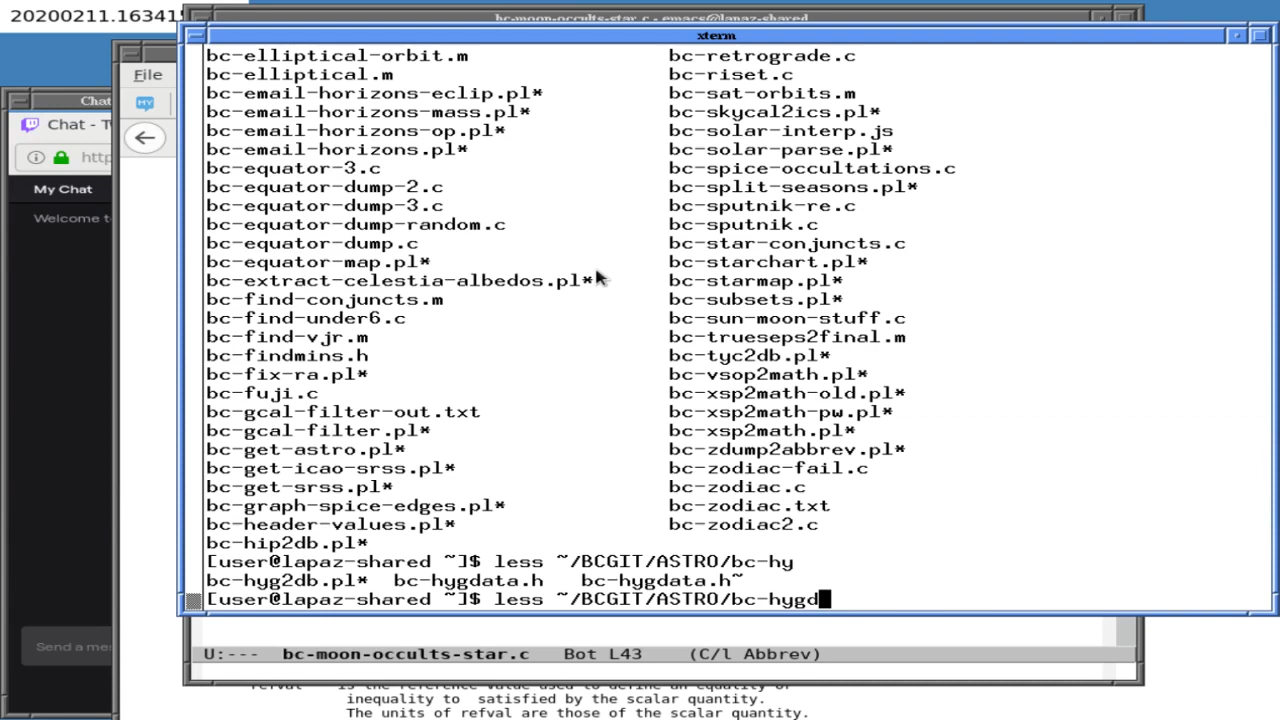 20200211.16341
bc-moon-occults-star.c - emacs@lapaz-shared
xterm
File
Chat
Chat - T
http
My Chat
Welcome t
Send a me
bc-elliptical-orbit.m
bc-elliptical.m
bc-email-horizons-eclip.pl*
bc-email-horizons-mass.pl*
bc-email-horizons-op.pl*
bc-email-horizons.pl*
bc-equator-3.c
bc-equator-dump-2.c
bc-equator-dump-3.c
bc-equator-dump-random.c
bc-equator-dump.c
bc-equator-map.pl*
bc-extract-celestia-albedos.pl*
bc-find-conjuncts.m
bc-find-under6.c
bc-find-vjr.m
bc-findmins.h
bc-fix-ra.pl*
bc-fuji.c
bc-gcal-filter-out.txt
bc-gcal-filter.pl*
bc-get-astro.pl*
bc-get-icao-srss.pl*
bc-get-srss.pl*
bc-graph-spice-edges.pl*
bc-header-values.pl*
bc-hip2db.pl*
bc-retrograde.c
bc-riset.c
bc-sat-orbits.m
bc-skycal2ics.pl*
bc-solar-interp.js
bc-solar-parse.pl*
bc-spice-occultations.c
bc-split-seasons.pl*
bc-sputnik-re.c
bc-sputnik.c
bc-star-conjuncts.c
bc-starchart.pl*
bc-starmap.pl*
bc-subsets.pl*
bc-sun-moon-stuff.c
bc-trueseps2final.m
bc-tyc2db.pl*
bc-vsop2math.pl*
bc-xsp2math-old.pl*
bc-xsp2math-pw.pl*
bc-xsp2math.pl*
bc-zdump2abbrev.pl*
bc-zodiac-fail.c
bc-zodiac.c
bc-zodiac.txt
bc-zodiac2.c
[user@lapaz-shared ~]$ less ~/BCGIT/ASTRO/bc-hy
bc-hyg2db.pl*  bc-hygdata.h   bc-hygdata.h~
[user@lapaz-shared ~]$ less ~/BCGIT/ASTRO/bc-hygd
U:---  bc-moon-occults-star.c   Bot L43    (C/l Abbrev)
refval is the reference value used to define an equality or
inequality to  satisfied by the scalar quantity.
The units of refval are those of the scalar quantity.